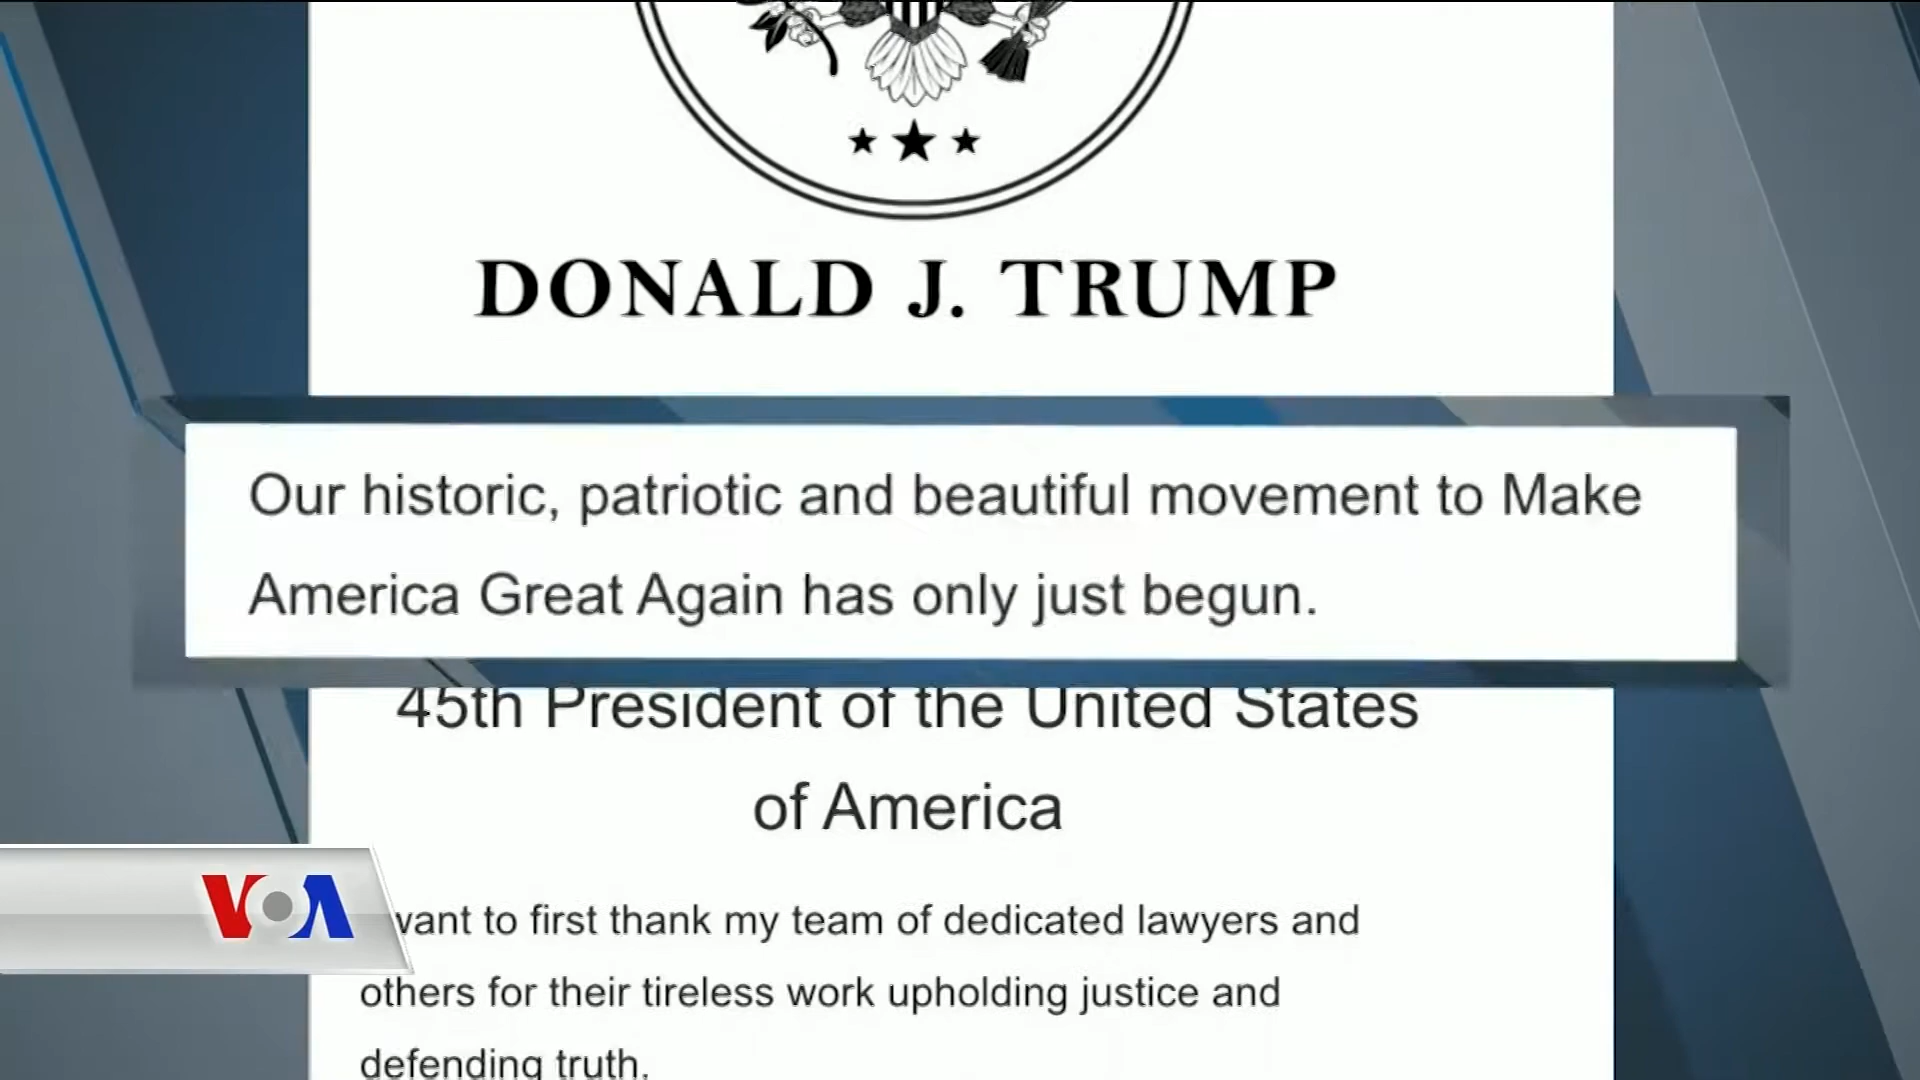 DONALD J. TRUMP
Our historic, patriotic and beautiful movement to Make
America Great Again has only just begun.
45th President of the United States
of America
want to first thank my team of dedicated lawyers and
others for their tireless work upholding justice and
defending truth.
VOA